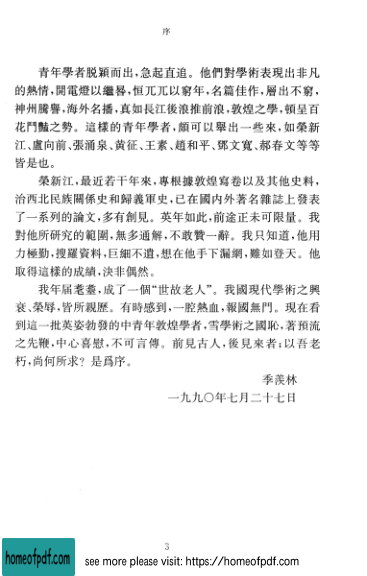 序
青年學者脱穎而出，急起直追。他們對學術表現出非凡
的熱情，開電燈以繼晷，恒兀兀以窮年，名篇佳作，層出不窮，
神州騰譽，海外名播，真如長江後浪推前浪，敦煌之學，頓呈百
花鬥豔之勢。這樣的青年學者，頗可以舉出一些來，如榮新
江、盧向前、張涌泉、黄征、王素、趙和平、鄧文寬、郝春文等等
皆是也。
榮新江，最近若干年來，專根據敦煌寫卷以及其他史料，
治西北民族關係史和歸義軍史，已在國内外著名雜誌上發表
了一系列的論文，多有創見。英年如此，前途正未可限量。我
對他所研究的範圍，無多通解，不敢贊一辭。我只知道，他用
力極勤，搜羅資料，巨細不遺，想在他手下漏網，難如登天。他
取得這樣的成績，決非偶然。
我年届耄耋，成了一個“世故老人”。我國現代學術之興
衰、榮辱，皆所親歷。有時感到，一腔熱血，報國無門。現在看
到這一批英姿勃發的中青年敦煌學者，雪學術之國恥，著預流
之先鞭，中心喜慰，不可言傳。前見古人，後見來者；以吾老
朽，尚何所求？是爲序。
季羨林
一九九〇年七月二十七日
3
homeofpdf.com
see more please visit: https://homeofpdf.com